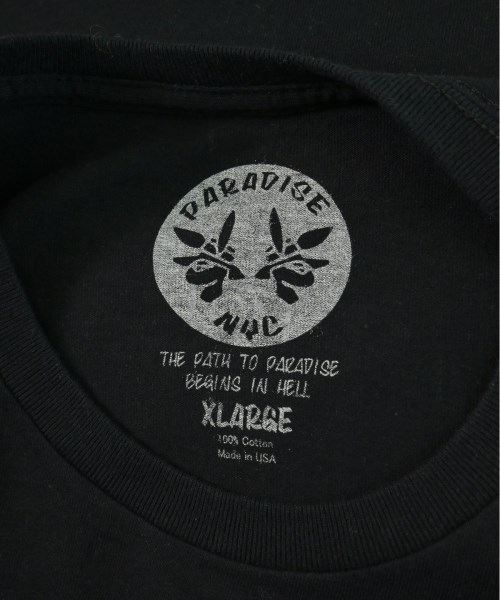 PARADISE
NYC
THE PATH TO PARADISE
BEGINS IN HELL
XLARGE
100% Cotton
Made in USA